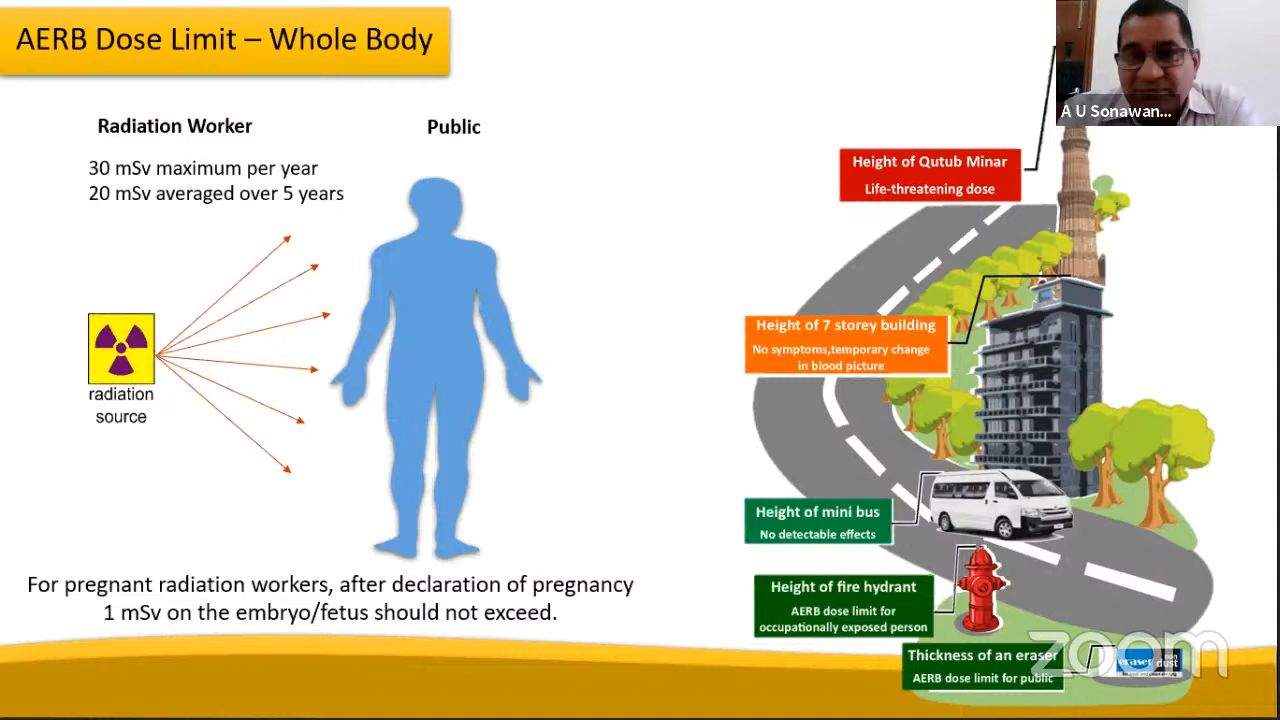 AERB Dose Limit – Whole Body
A U Sonawan...
Radiation Worker
Public
30 mSv maximum per year
20 mSv averaged over 5 years
radiation
source
For pregnant radiation workers, after declaration of pregnancy
1 mSv on the embryo/fetus should not exceed.
Height of Qutub Minar
Life-threatening dose
Height of 7 storey building
No symptoms,temporary change
in blood picture
Height of mini bus
No detectable effects
Height of fire hydrant
AERB dose limit for
occupationally exposed person
Thickness of an eraser
AERB dose limit for public
eraser
dust
zoom